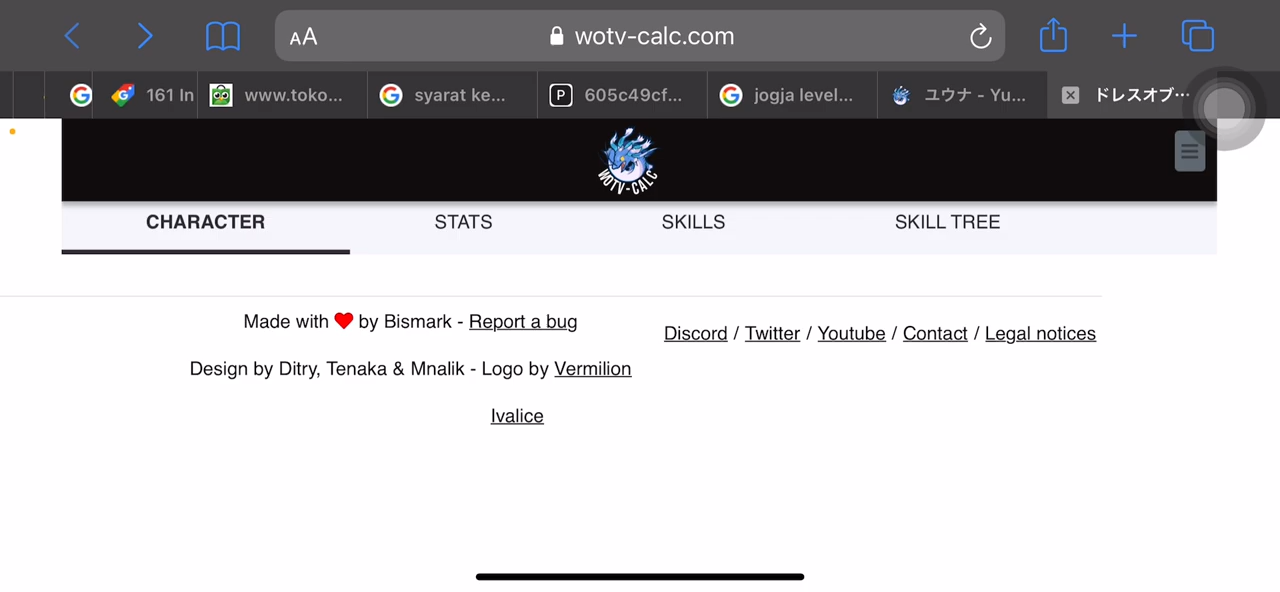 AA wotv-calc.com
161 In www.toko... syarat ke... P 605c49cf... jogja level... ユウナ - Yu... ドレスオブ…
WOTV-CALC
CHARACTER STATS SKILLS SKILL TREE
Made with ❤ by Bismark - Report a bug
Discord / Twitter / Youtube / Contact / Legal notices
Design by Ditry, Tenaka & Mnalik - Logo by Vermilion
Ivalice